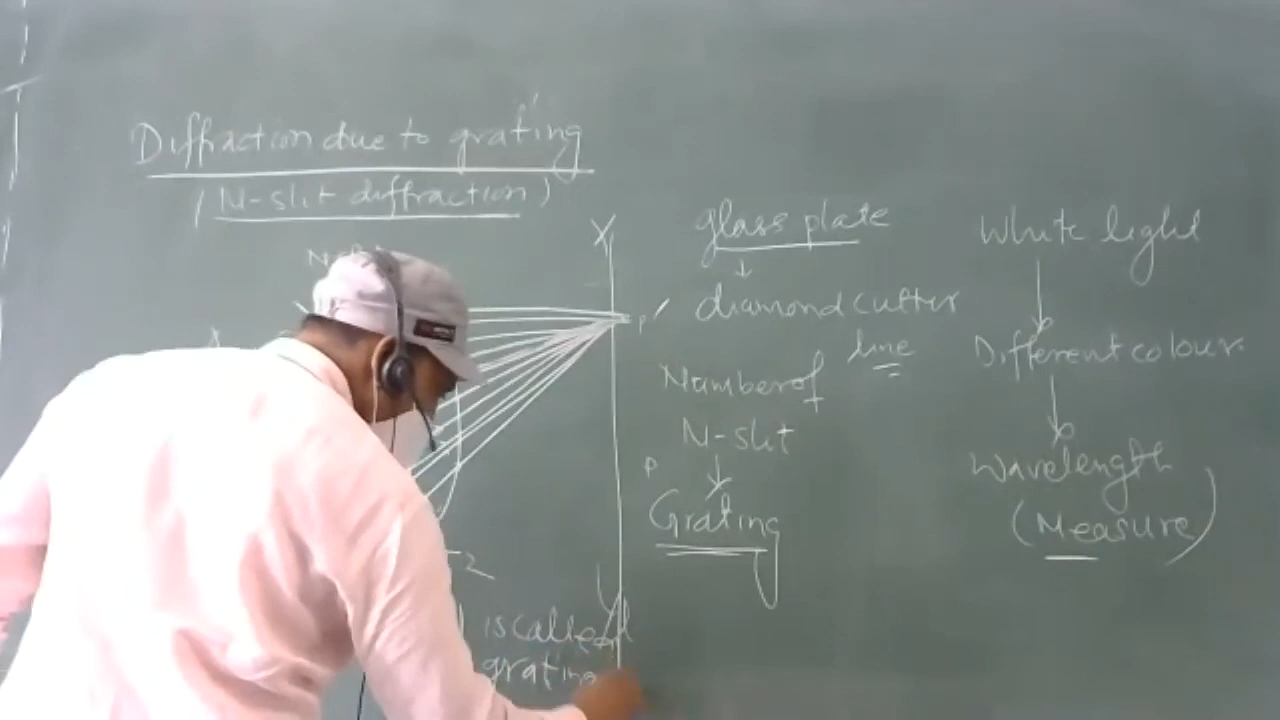 Diffraction due to grating
(N-slit diffraction)
X
P'
L2
is called
grating
Y
glass plate
↓
diamond cutter
line
Number of
N-slit
↓
P
Grating
White light
↓
Different colour
↓
Wavelength
(Measure)